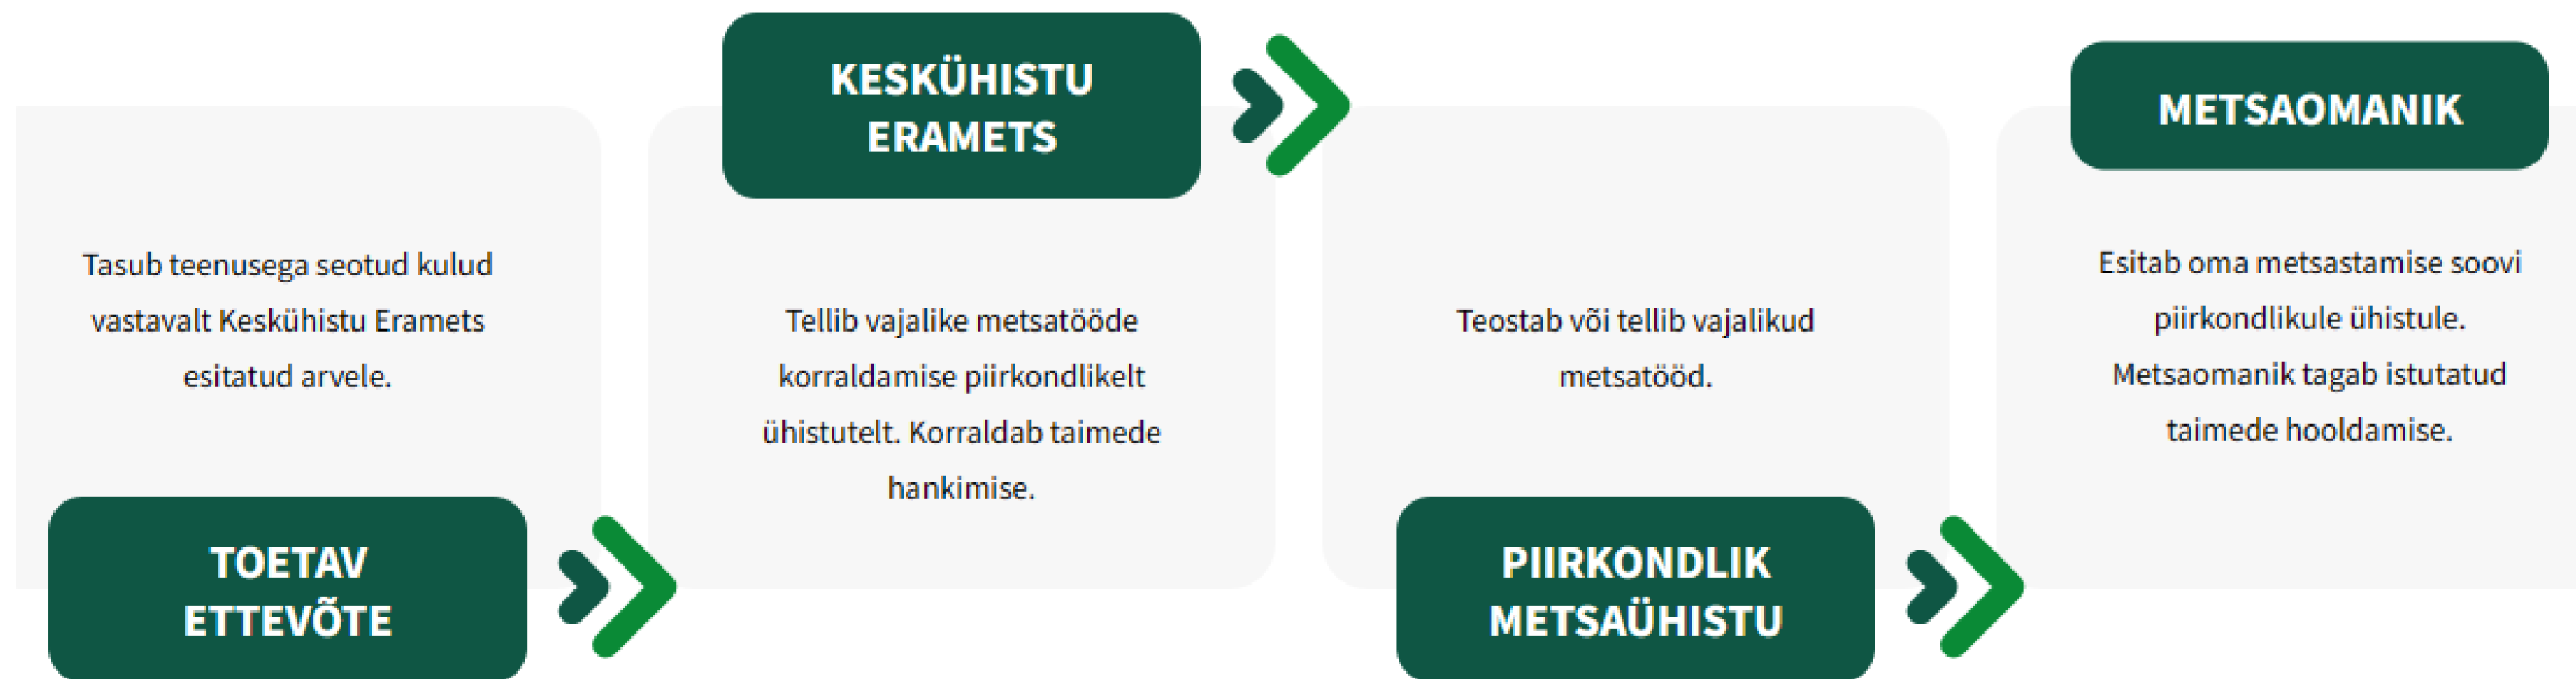 Tasub teenusega seotud kulud
vastavalt Keskühistu Eramets
esitatud arvele.
TOETAV
ETTEVÕTE
KESKÜHISTU
ERAMETS
Tellib vajalike metsatööde
korraldamise piirkondlikelt
ühistutelt. Korraldab taimede
hankimise.
Teostab või tellib vajalikud
metsatööd.
PIIRKONDLIK
METSAÜHISTU
METSAOMANIK
Esitab oma metsastamise soovi
piirkondlikule ühistule.
Metsaomanik tagab istutatud
taimede hooldamise.